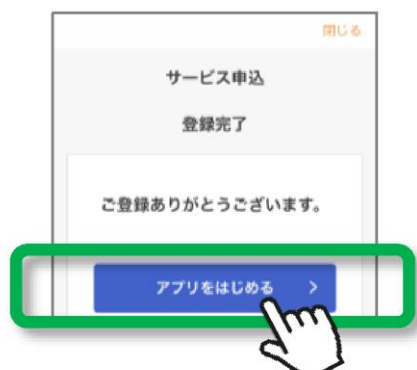 閉じる
サービス申込
登録完了
ご登録ありがとうございます。
アプリをはじめる >